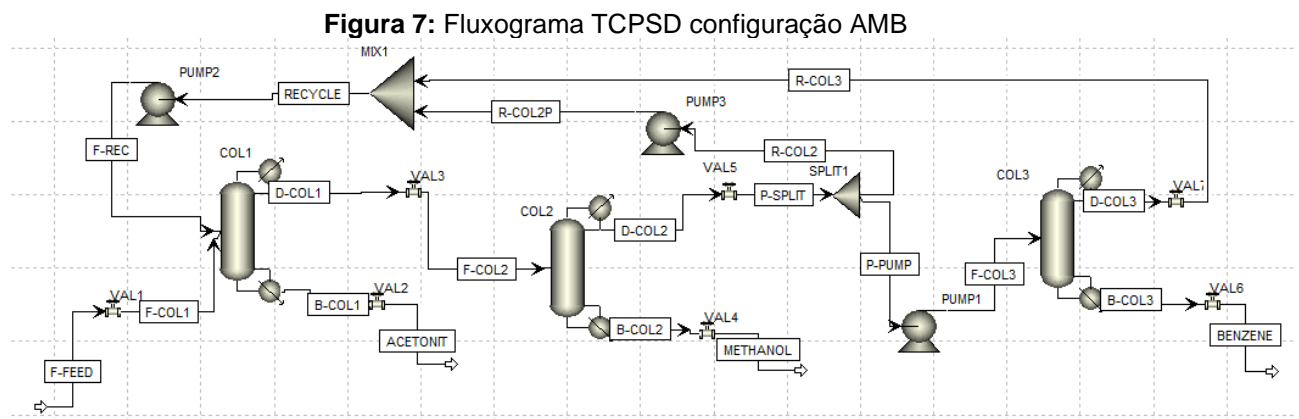 Figura 7: Fluxograma TCPSD configuração AMB
MIX1
PUMP2
RECYCLE
R-COL3
R-COL2P
PUMP3
F-REC
COL1
D-COL1
VAL3
R-COL2
VAL5
SPLIT1
P-SPLIT
COL3
VAL7
D-COL3
COL2
D-COL2
F-COL2
P-PUMP
F-COL3
VAL1
F-COL1
B-COL1
VAL2
ACETONIT
B-COL2
VAL4
METHANOL
PUMP1
B-COL3
VAL6
BENZENE
F-FEED